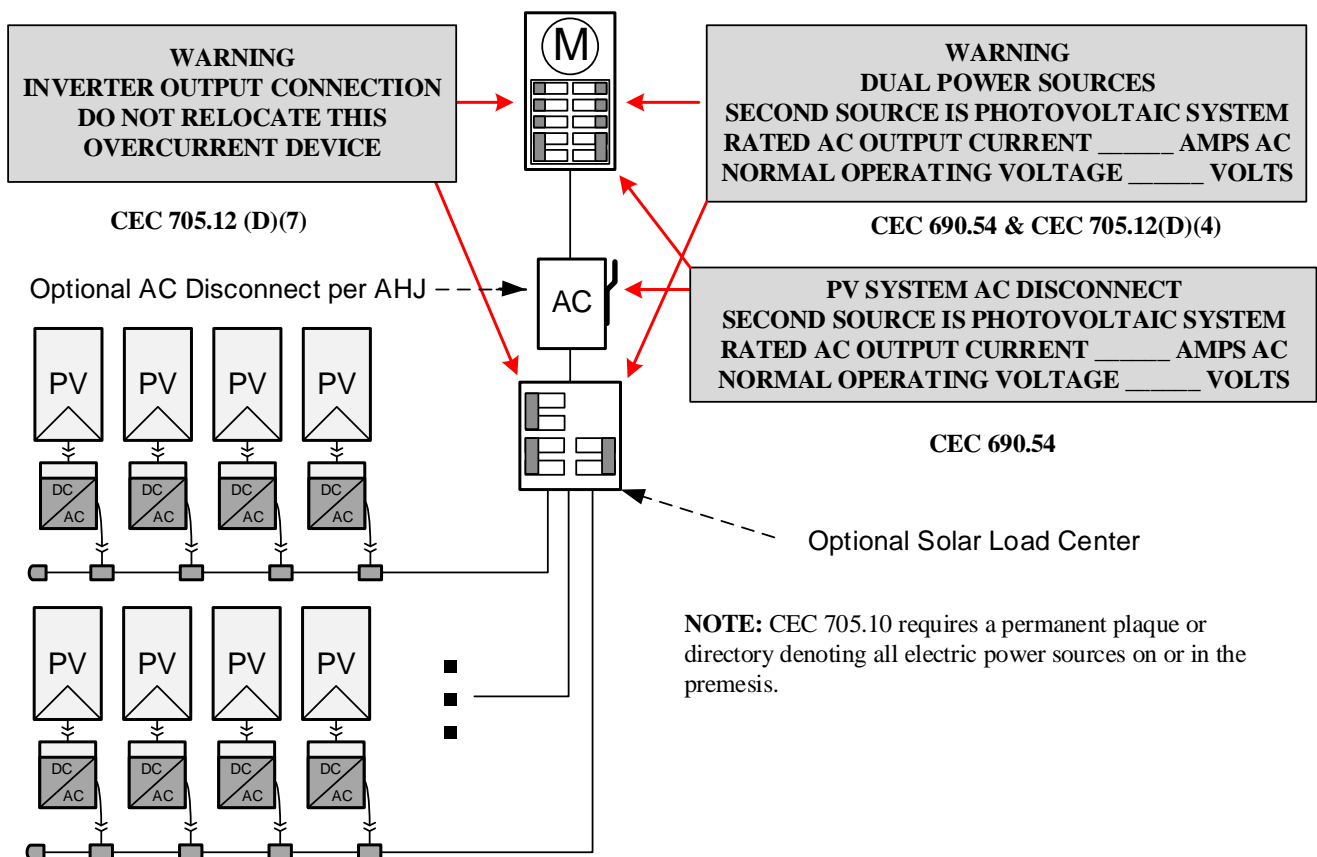 WARNING
INVERTER OUTPUT CONNECTION
DO NOT RELOCATE THIS
OVERCURRENT DEVICE
CEC 705.12 (D)(7)
M
WARNING
DUAL POWER SOURCES
SECOND SOURCE IS PHOTOVOLTAIC SYSTEM
RATED AC OUTPUT CURRENT ______ AMPS AC
NORMAL OPERATING VOLTAGE ______ VOLTS
CEC 690.54 & CEC 705.12(D)(4)
Optional AC Disconnect per AHJ
AC
PV SYSTEM AC DISCONNECT
SECOND SOURCE IS PHOTOVOLTAIC SYSTEM
RATED AC OUTPUT CURRENT ______ AMPS AC
NORMAL OPERATING VOLTAGE ______ VOLTS
CEC 690.54
PV PV PV PV
DC DC DC DC
AC AC AC AC
Optional Solar Load Center
NOTE: CEC 705.10 requires a permanent plaque or
directory denoting all electric power sources on or in the
premesis.
PV PV PV PV
DC DC DC DC
AC AC AC AC